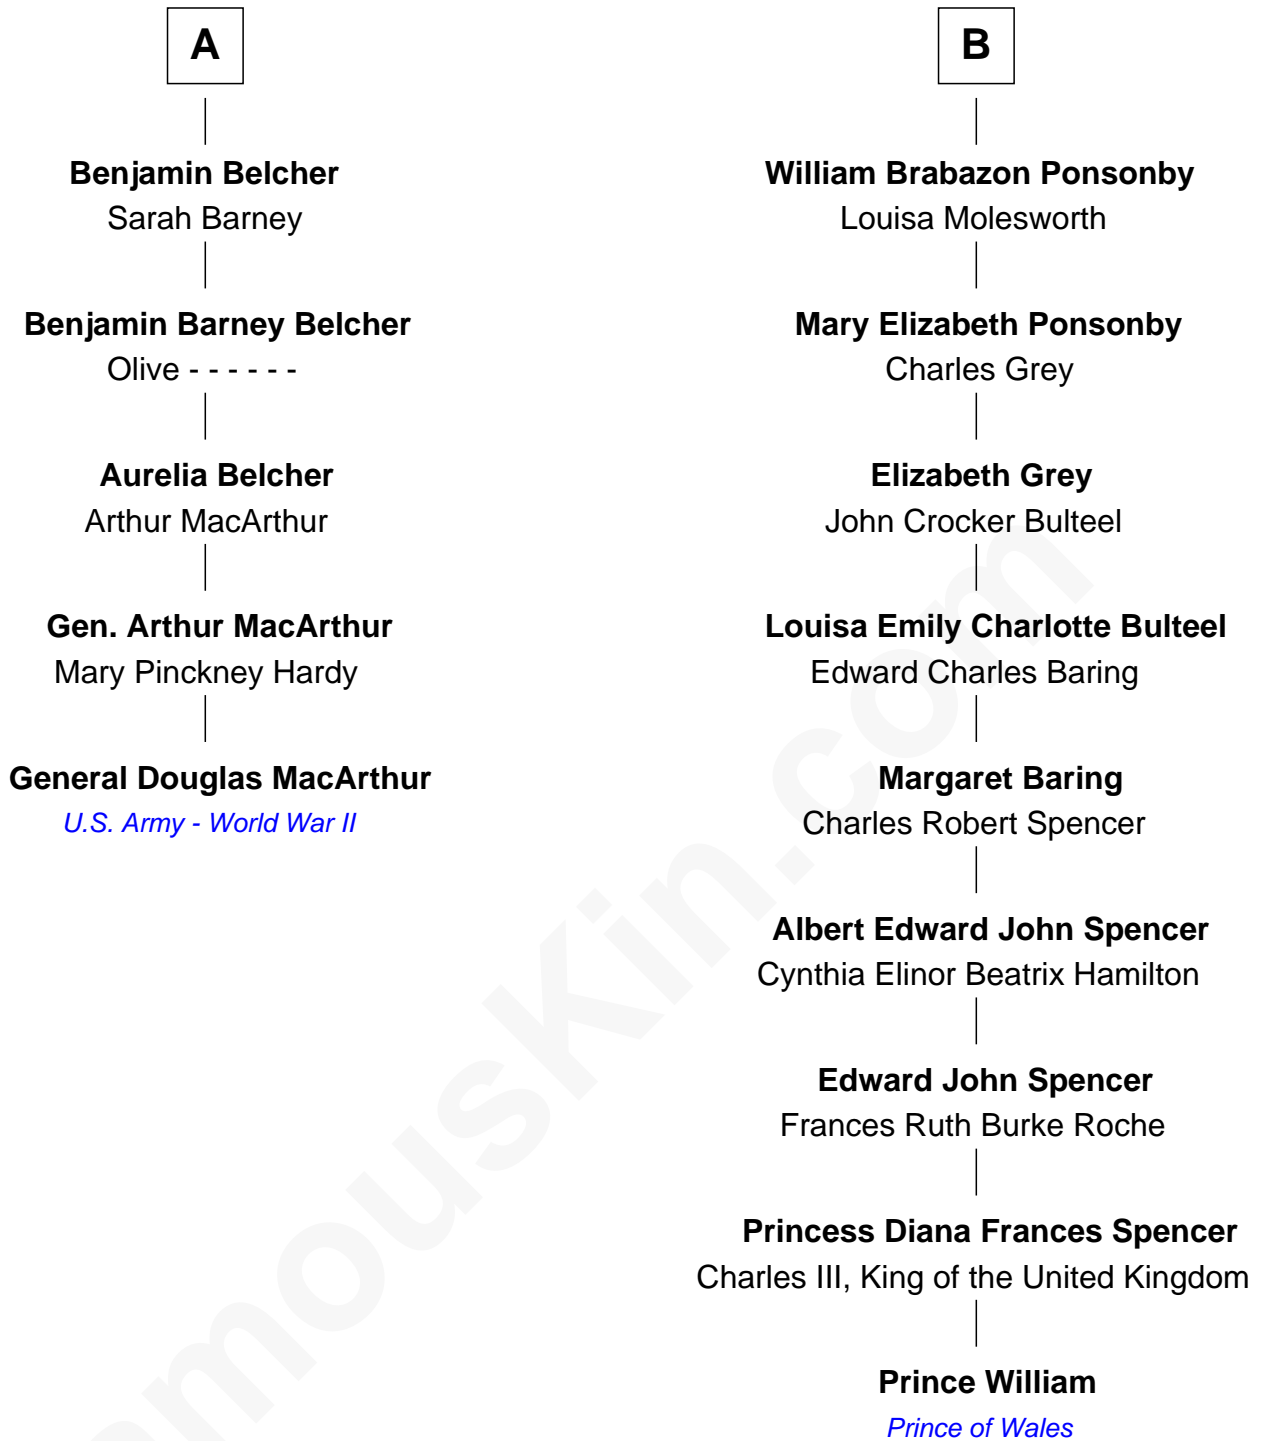 A
Benjamin Belcher
Sarah Barney
Benjamin Barney Belcher
Olive - - - - - -
Aurelia Belcher
Arthur MacArthur
Gen. Arthur MacArthur
Mary Pinckney Hardy
General Douglas MacArthur
U.S. Army - World War II
B
William Brabazon Ponsonby
Louisa Molesworth
Mary Elizabeth Ponsonby
Charles Grey
Elizabeth Grey
John Crocker Bulteel
Louisa Emily Charlotte Bulteel
Edward Charles Baring
Margaret Baring
Charles Robert Spencer
Albert Edward John Spencer
Cynthia Elinor Beatrix Hamilton
Edward John Spencer
Frances Ruth Burke Roche
Princess Diana Frances Spencer
Charles III, King of the United Kingdom
Prince William
Prince of Wales
amousKin.com